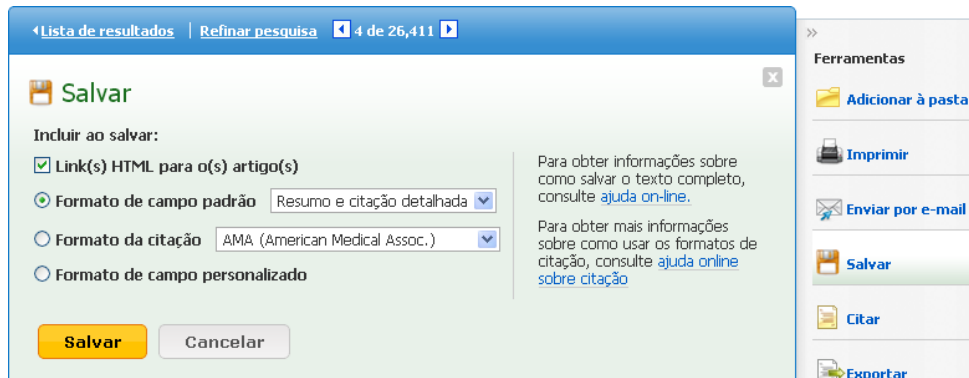 Lista de resultados | Refinar pesquisa 4 de 26,411
Salvar
Incluir ao salvar:
Link(s) HTML para o(s) artigo(s)
Formato de campo padrão Resumo e citação detalhada
Formato da citação AMA (American Medical Assoc.)
Formato de campo personalizado
Para obter informações sobre
como salvar o texto completo,
consulte ajuda on-line.
Para obter mais informações
sobre como usar os formatos de
citação, consulte ajuda online
sobre citação
Salvar Cancelar
»
Ferramentas
Adicionar à pasta
Imprimir
Enviar por e-mail
Salvar
Citar
Exportar